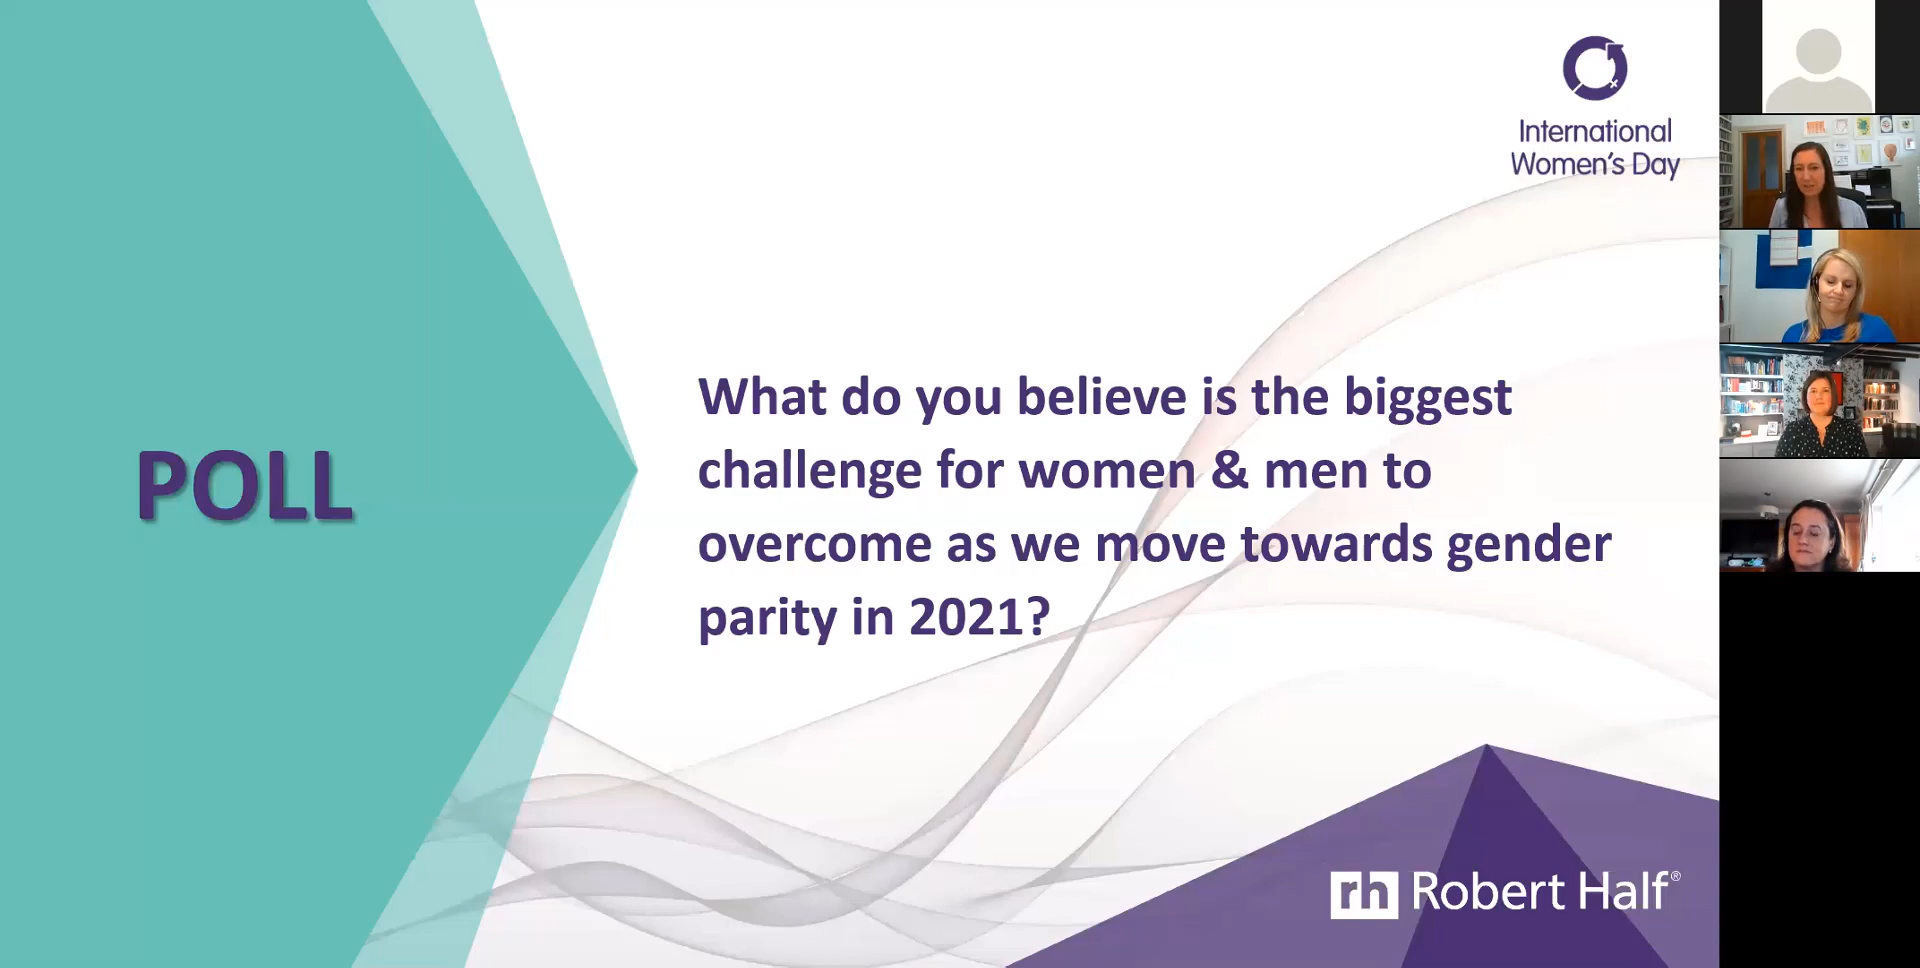 International
Women's Day
POLL
What do you believe is the biggest
challenge for women & men to
overcome as we move towards gender
parity in 2021?
rh Robert Half®